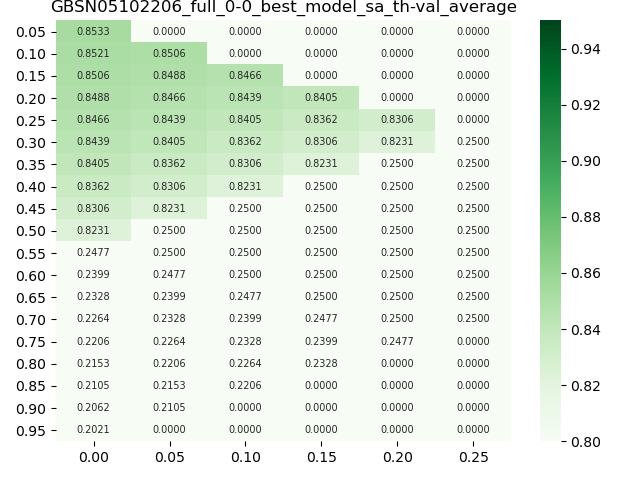 GBSN05102206_full_0-0_best_model_sa_th-val_average
0.05 0.8533 0.0000 0.0000 0.0000 0.0000 0.0000
0.10 0.8521 0.8506 0.0000 0.0000 0.0000 0.0000
0.15 0.8506 0.8488 0.8466 0.0000 0.0000 0.0000
0.20 0.8488 0.8466 0.8439 0.8405 0.0000 0.0000
0.25 0.8466 0.8439 0.8405 0.8362 0.8306 0.0000
0.30 0.8439 0.8405 0.8362 0.8306 0.8231 0.2500
0.35 0.8405 0.8362 0.8306 0.8231 0.2500 0.2500
0.40 0.8362 0.8306 0.8231 0.2500 0.2500 0.2500
0.45 0.8306 0.8231 0.2500 0.2500 0.2500 0.2500
0.50 0.8231 0.2500 0.2500 0.2500 0.2500 0.2500
0.55 0.2477 0.2500 0.2500 0.2500 0.2500 0.2500
0.60 0.2399 0.2477 0.2500 0.2500 0.2500 0.2500
0.65 0.2328 0.2399 0.2477 0.2500 0.2500 0.2500
0.70 0.2264 0.2328 0.2399 0.2477 0.2500 0.2500
0.75 0.2206 0.2264 0.2328 0.2399 0.2477 0.0000
0.80 0.2153 0.2206 0.2264 0.2328 0.0000 0.0000
0.85 0.2105 0.2153 0.2206 0.0000 0.0000 0.0000
0.90 0.2062 0.2105 0.0000 0.0000 0.0000 0.0000
0.95 0.2021 0.0000 0.0000 0.0000 0.0000 0.0000
0.00 0.05 0.10 0.15 0.20 0.25
0.94
0.92
0.90
0.88
0.86
0.84
0.82
0.80